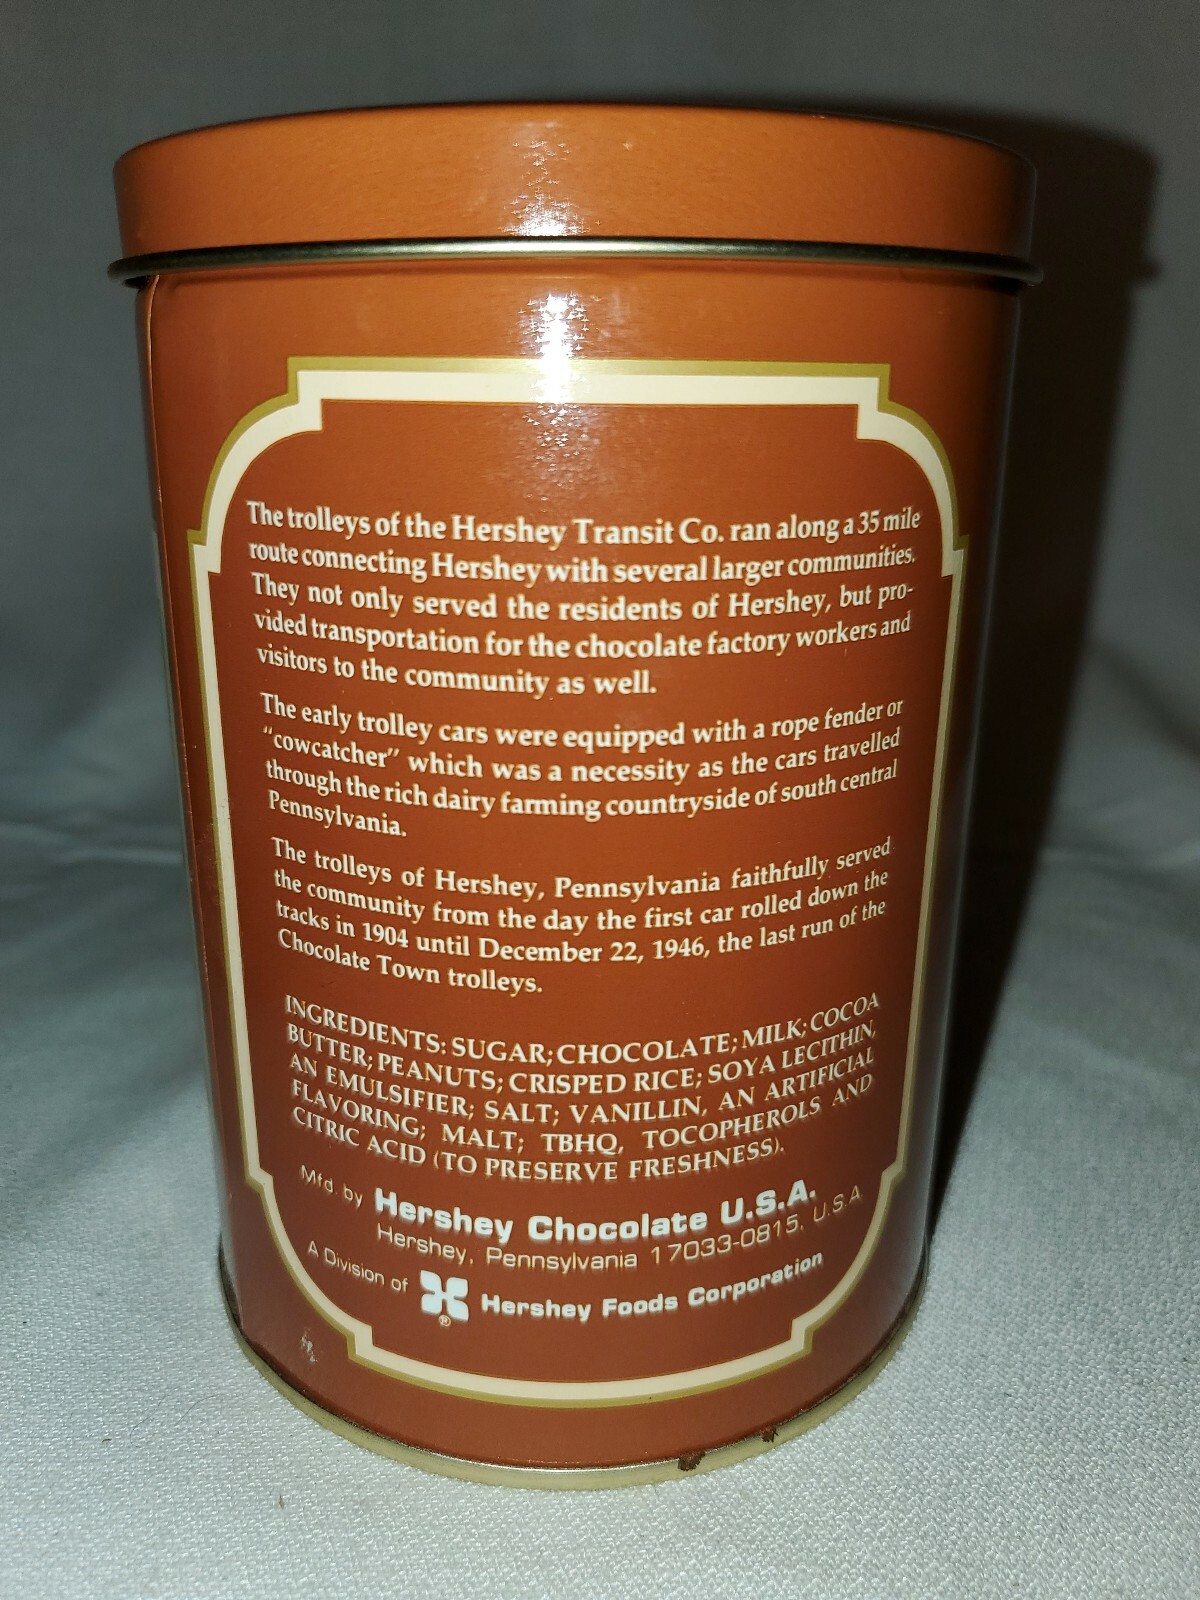 The trolleys of the Hershey Transit Co. ran along a 35 mile
route connecting Hershey with several larger communities.
They not only served the residents of Hershey, but pro-
vided transportation for the chocolate factory workers and
visitors to the community as well.
The early trolley cars were equipped with a rope fender or
"cowcatcher" which was a necessity as the cars travelled
through the rich dairy farming countryside of south central
Pennsylvania.
The trolleys of Hershey, Pennsylvania faithfully served
the community from the day the first car rolled down the
tracks in 1904 until December 22, 1946, the last run of the
Chocolate Town trolleys.
INGREDIENTS: SUGAR; CHOCOLATE; MILK; COCOA
BUTTER; PEANUTS; CRISPED RICE; SOYA LECITHIN,
AN EMULSIFIER; SALT; VANILLIN, AN ARTIFICIAL
FLAVORING; MALT; TBHQ, TOCOPHEROLS AND
CITRIC ACID (TO PRESERVE FRESHNESS).
Mfd. by Hershey Chocolate U.S.A.
Hershey, Pennsylvania 17033-0815, U.S.A.
A Division of ® Hershey Foods Corporation